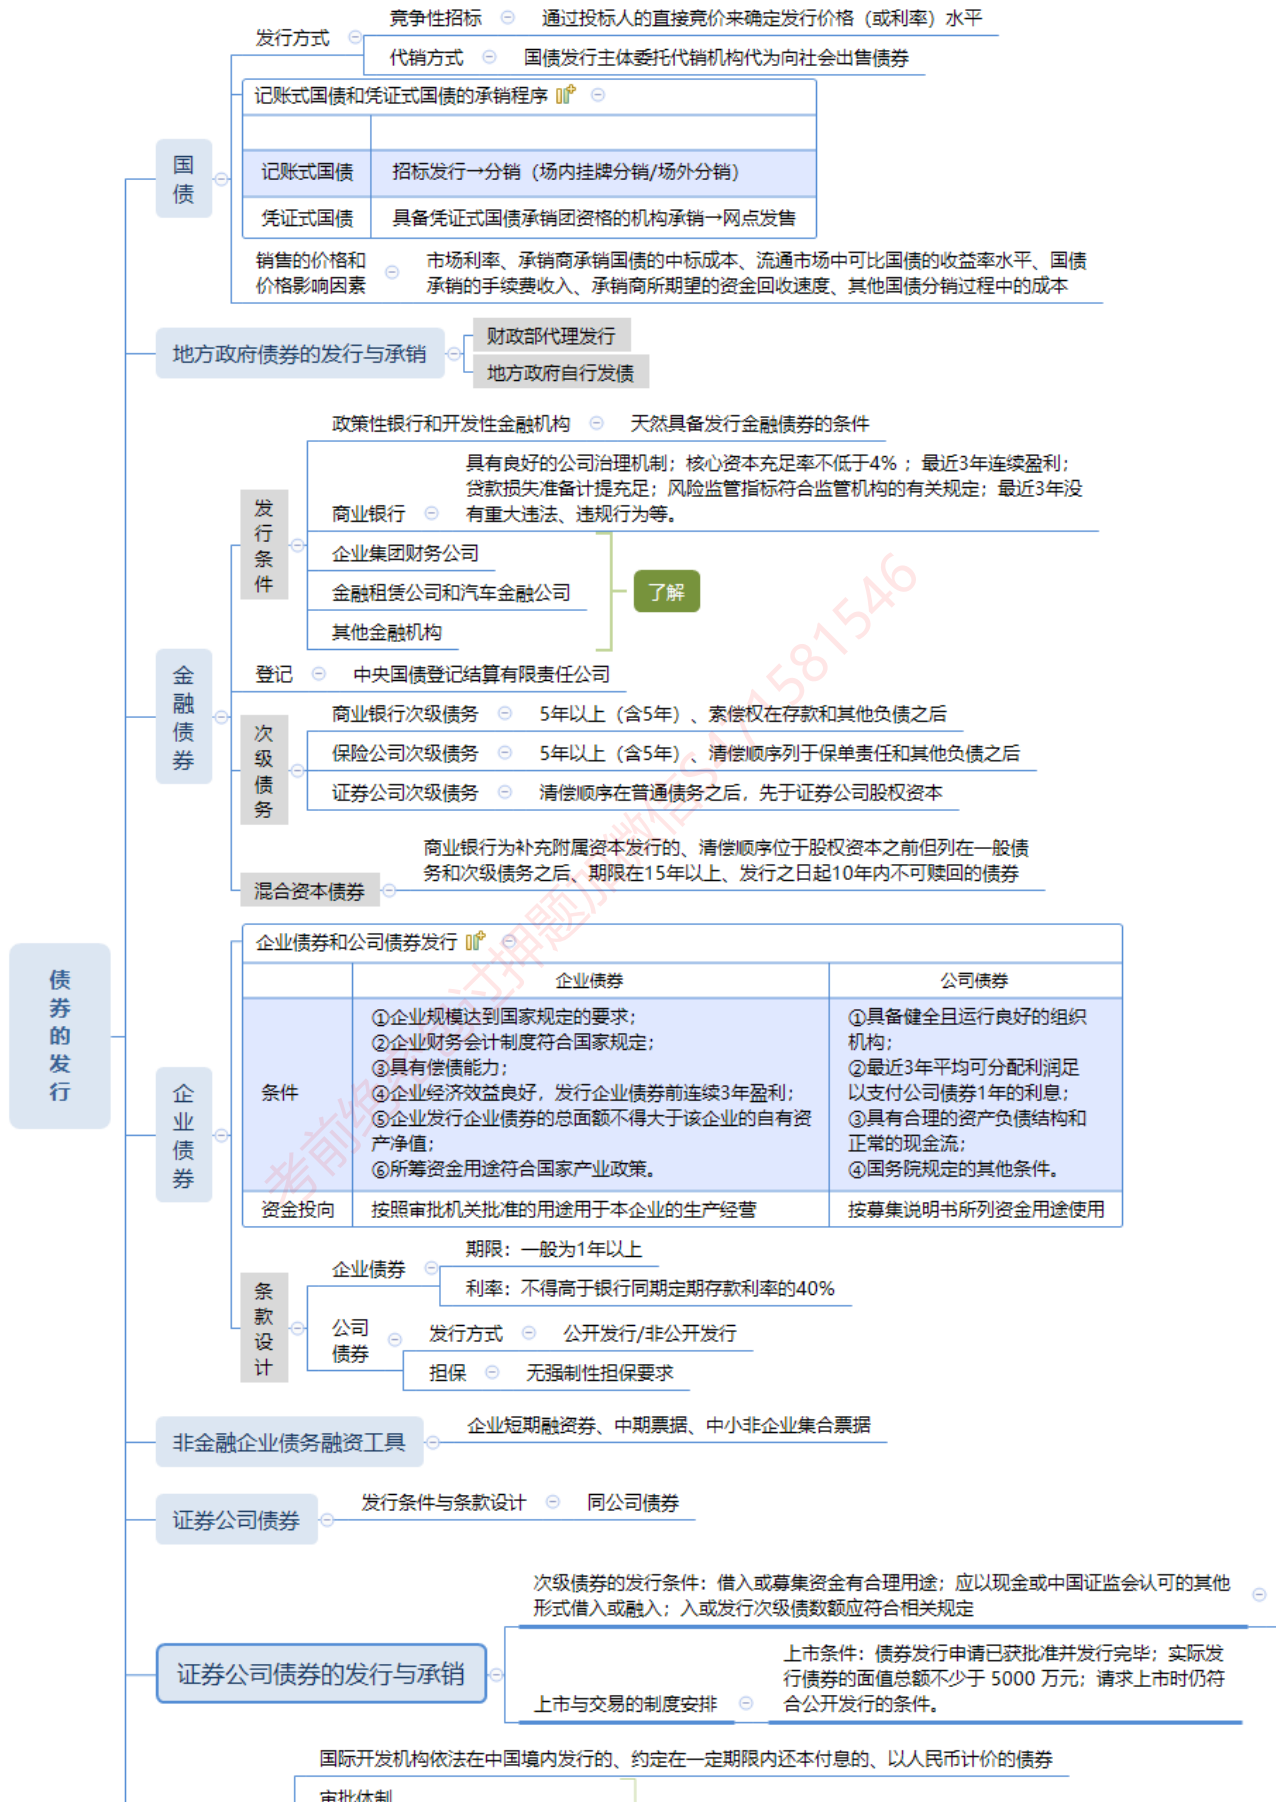 竞争性招标 通过投标人的直接竞价来确定发行价格（或利率）水平
发行方式
代销方式 国债发行主体委托代销机构代为向社会出售债券
记账式国债和凭证式国债的承销程序
国债
记账式国债 招标发行→分销（场内挂牌分销/场外分销）
凭证式国债 具备凭证式国债承销团资格的机构承销→网点发售
销售的价格和
价格影响因素
市场利率、承销商承销国债的中标成本、流通市场中可比国债的收益率水平、国债
承销的手续费收入、承销商所期望的资金回收速度、其他国债分销过程中的成本
地方政府债券的发行与承销
财政部代理发行
地方政府自行发债
政策性银行和开发性金融机构 天然具备发行金融债券的条件
具有良好的公司治理机制；核心资本充足率不低于4% ；最近3年连续盈利；
贷款损失准备计提充足；风险监管指标符合监管机构的有关规定；最近3年没
有重大违法、违规行为等。
商业银行
发行条件
企业集团财务公司
金融租赁公司和汽车金融公司
了解
其他金融机构
金融债券
登记 中央国债登记结算有限责任公司
商业银行次级债务 5年以上（含5年）、索偿权在存款和其他负债之后
次级债务
保险公司次级债务 5年以上（含5年）、清偿顺序列于保单责任和其他负债之后
证券公司次级债务 清偿顺序在普通债务之后，先于证券公司股权资本
商业银行为补充附属资本发行的、清偿顺序位于股权资本之前但列在一般债
务和次级债务之后、期限在15年以上、发行之日起10年内不可赎回的债券
混合资本债券
债券的发行
企业债券和公司债券发行
企业债券 公司债券
企业债券
条件
①企业规模达到国家规定的要求；
②企业财务会计制度符合国家规定；
③具有偿债能力；
④企业经济效益良好，发行企业债券前连续3年盈利；
⑤企业发行企业债券的总面额不得大于该企业的自有资
产净值；
⑥所筹资金用途符合国家产业政策。
①具备健全且运行良好的组织
机构；
②最近3年平均可分配利润足
以支付公司债券1年的利息；
③具有合理的资产负债结构和
正常的现金流；
④国务院规定的其他条件。
资金投向 按照审批机关批准的用途用于本企业的生产经营 按募集说明书所列资金用途使用
条款设计
企业债券
期限：一般为1年以上
利率：不得高于银行同期定期存款利率的40%
公司
债券
发行方式 公开发行/非公开发行
担保 无强制性担保要求
非金融企业债务融资工具
企业短期融资券、中期票据、中小非企业集合票据
证券公司债券
发行条件与条款设计 同公司债券
证券公司债券的发行与承销
次级债券的发行条件：借入或募集资金有合理用途；应以现金或中国证监会认可的其他
形式借入或融入；入或发行次级债数额应符合相关规定
上市与交易的制度安排
上市条件：债券发行申请已获批准并发行完毕；实际发
行债券的面值总额不少于 5000 万元；请求上市时仍符
合公开发行的条件。
国际开发机构依法在中国境内发行的、约定在一定期限内还本付息的、以人民币计价的债券
审批体制